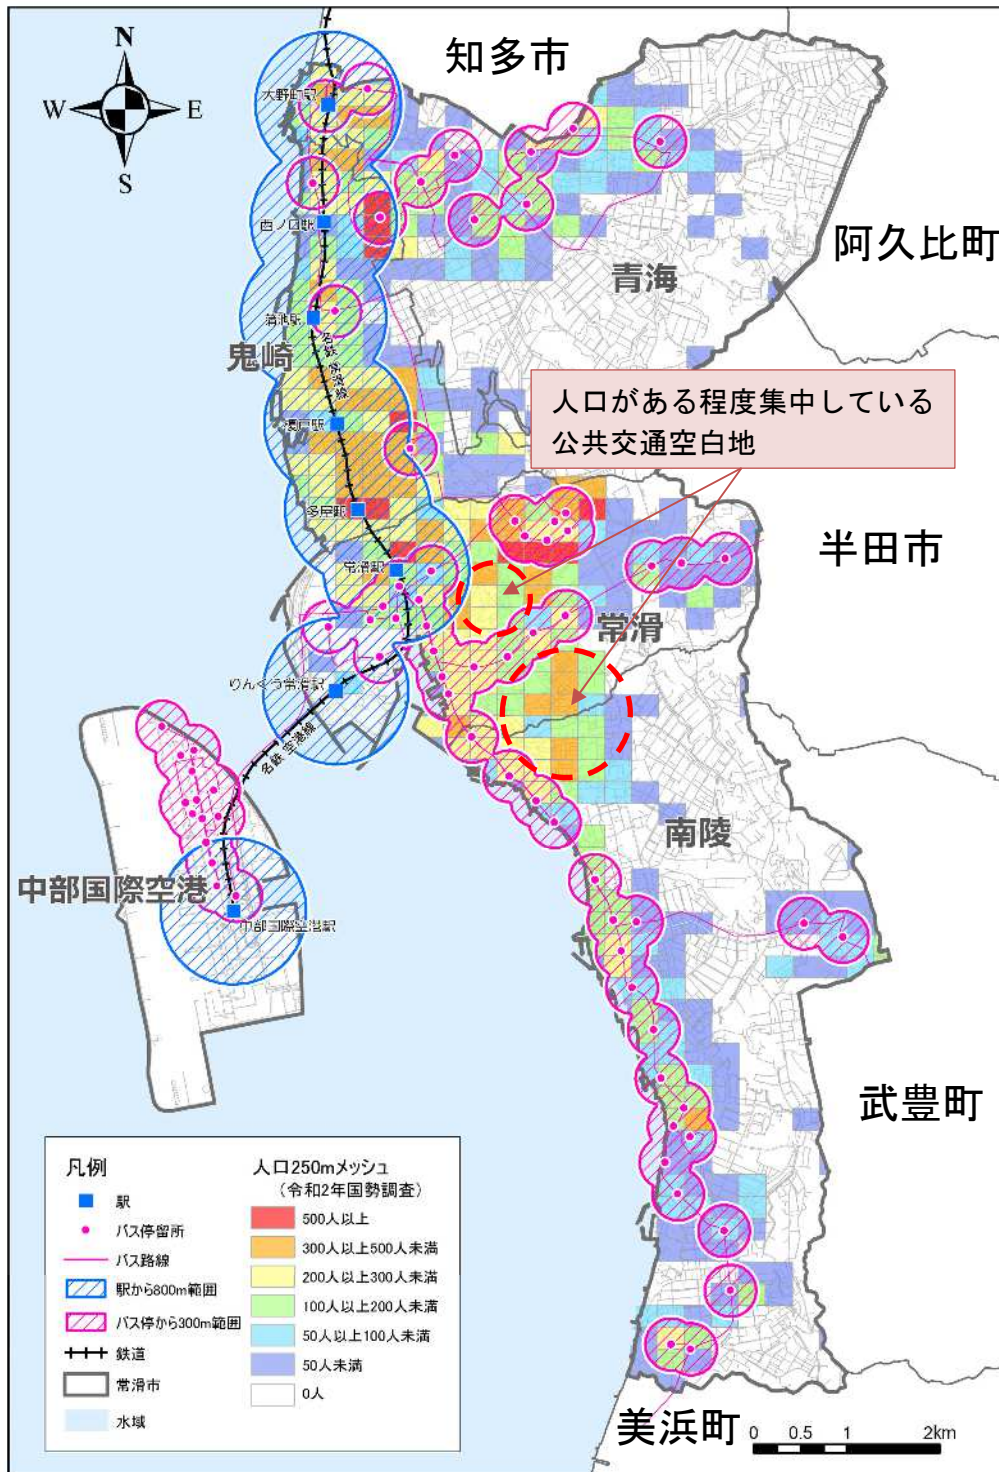 N
W
E
S
知多市
大野町駅
西ノ口駅
阿久比町
青海
蒲池駅
鬼崎
名鉄 常滑線
人口がある程度集中している
公共交通空白地
榎戸駅
多屋駅
半田市
常滑駅
常滑
りんくう常滑駅
名鉄 空港線
南陵
中部国際空港
中部国際空港駅
武豊町
凡例
駅
バス停留所
バス路線
駅から800m範囲
バス停から300m範囲
鉄道
常滑市
水域
人口250mメッシュ
（令和2年国勢調査）
500人以上
300人以上500人未満
200人以上300人未満
100人以上200人未満
50人以上100人未満
50人未満
0人
美浜町
0 0.5 1 2km